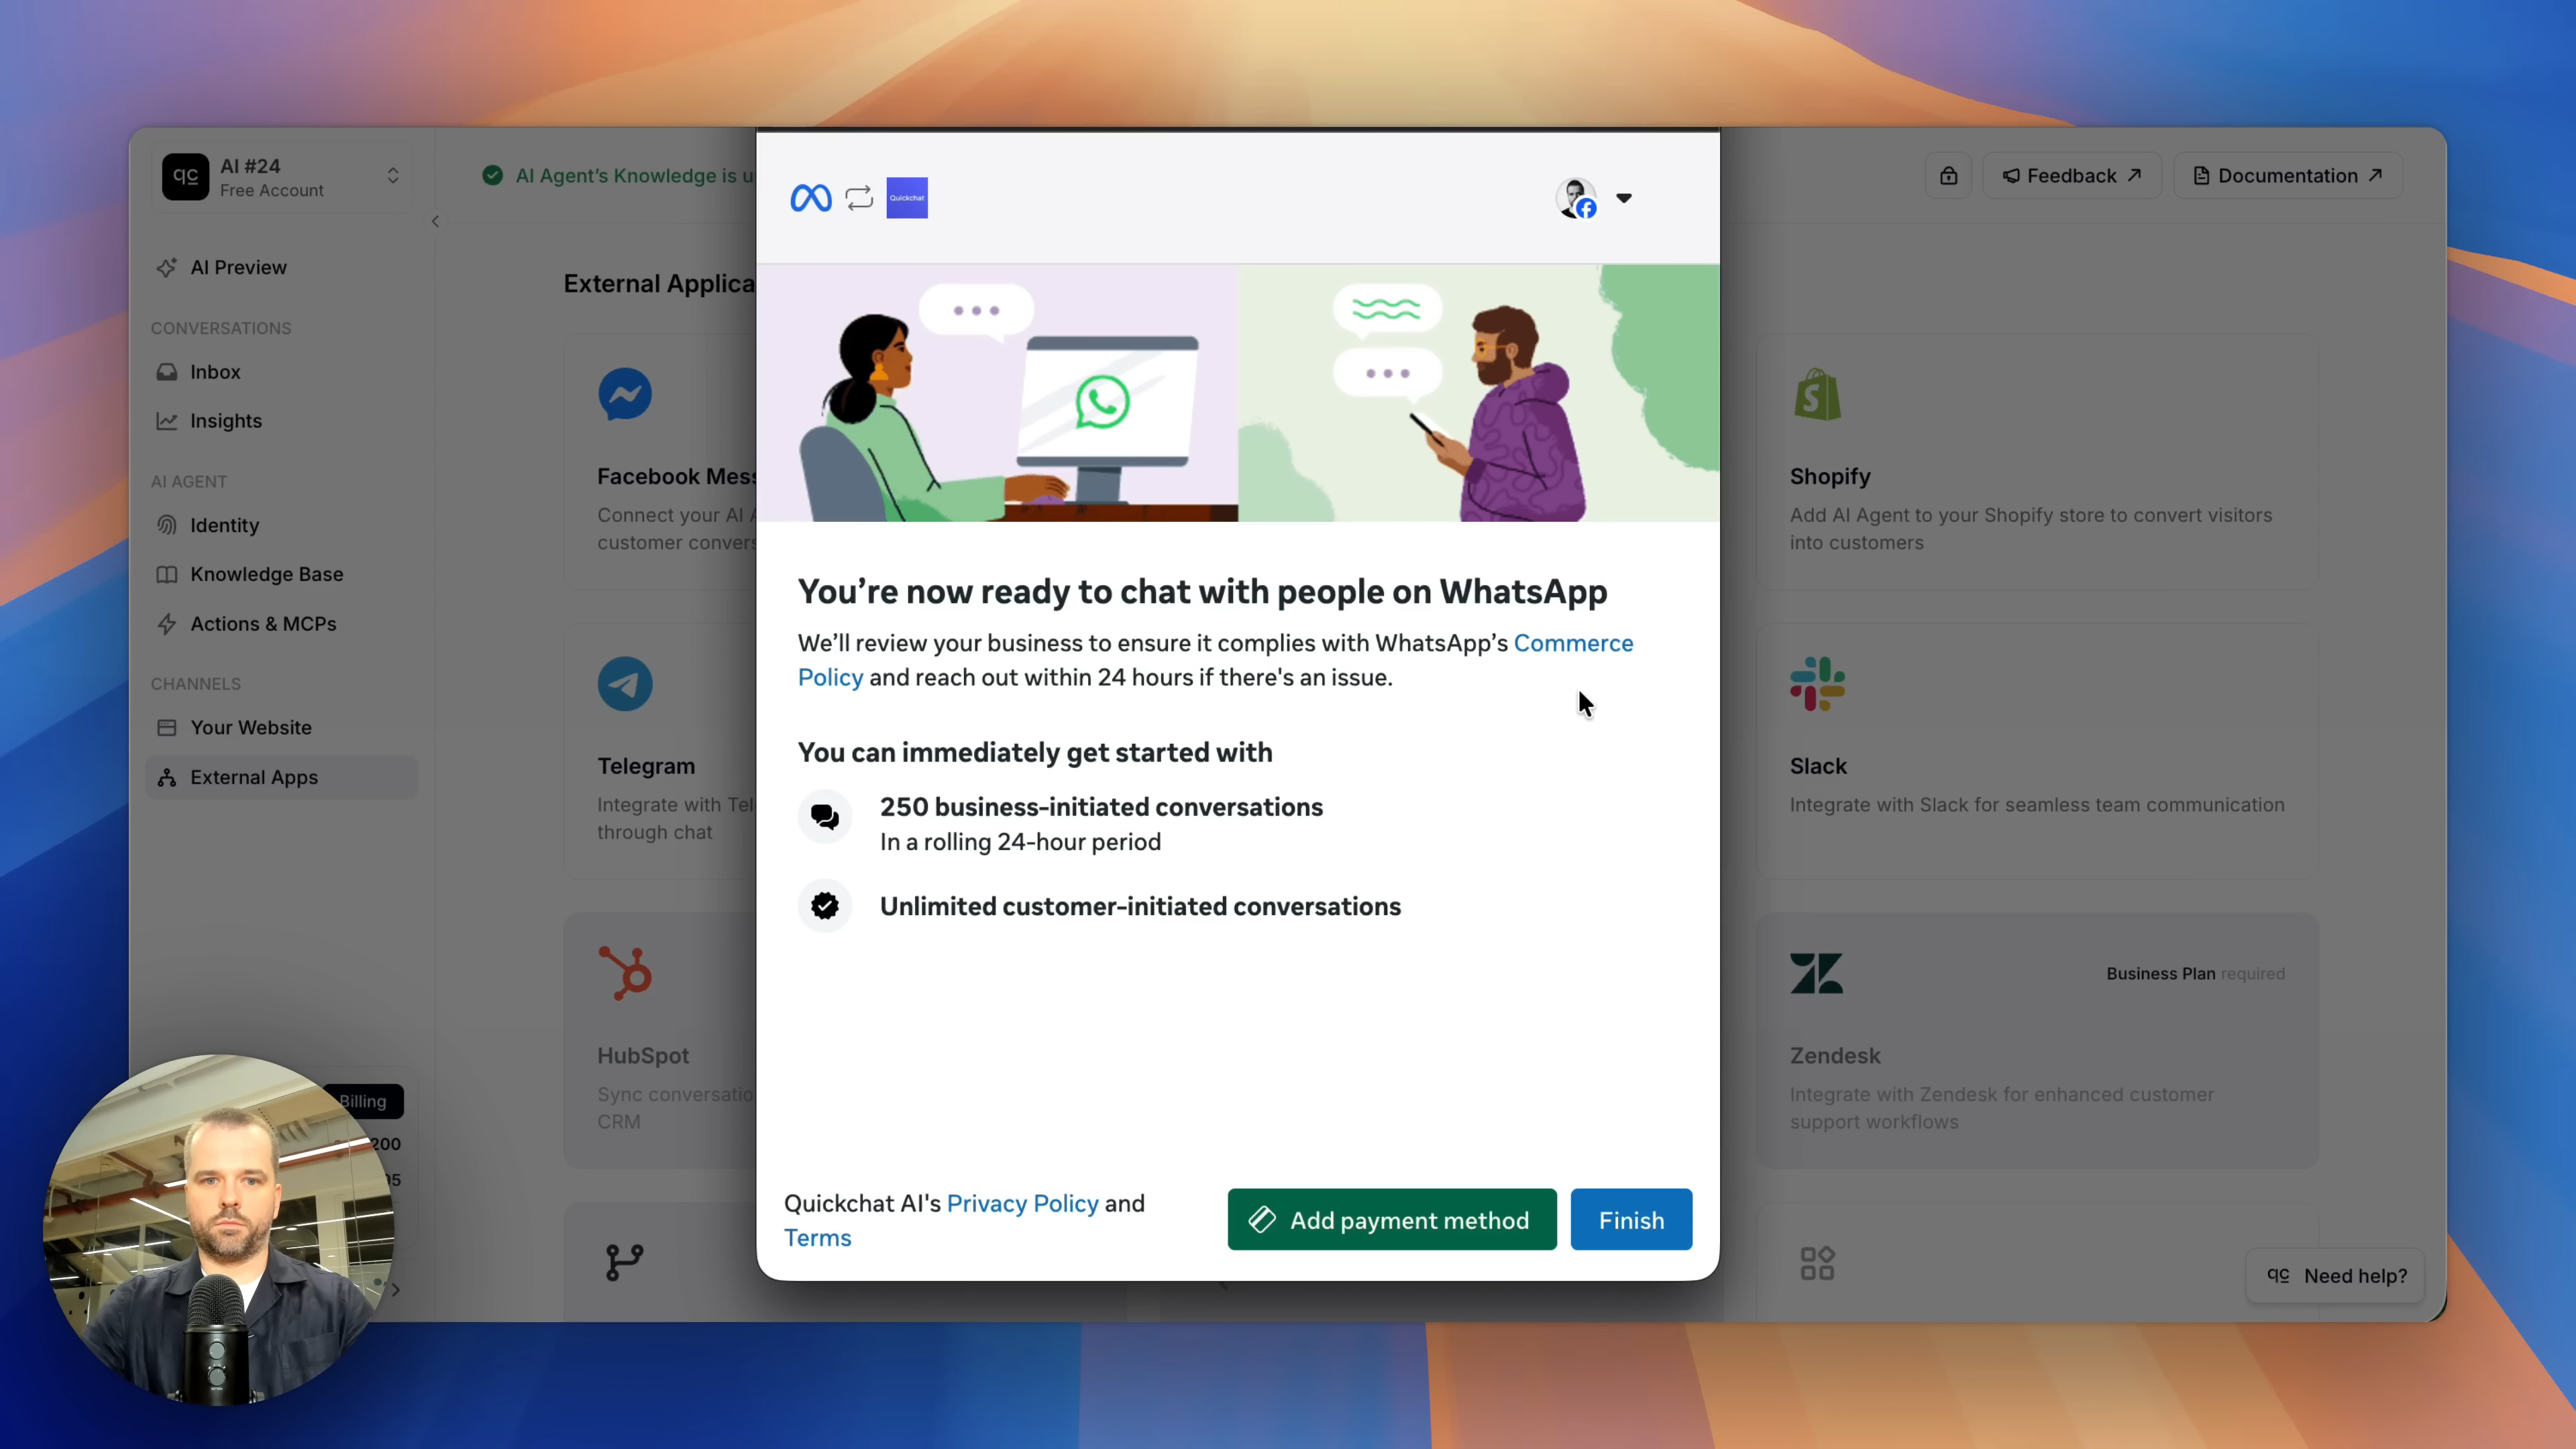 qc
AI #24
Free Account
AI Agent's Knowledge is u
Feedback
Documentation
AI Preview
CONVERSATIONS
Inbox
Insights
AI AGENT
Identity
Knowledge Base
Actions & MCPs
CHANNELS
Your Website
External Apps
Billing
200
05
External Applica
Facebook Mess
Connect your AI A
customer convers
Telegram
Integrate with Tel
through chat
HubSpot
Sync conversatio
CRM
Quickchat
You're now ready to chat with people on WhatsApp
We'll review your business to ensure it complies with WhatsApp's Commerce
Policy and reach out within 24 hours if there's an issue.
You can immediately get started with
250 business-initiated conversations
In a rolling 24-hour period
Unlimited customer-initiated conversations
Quickchat AI's Privacy Policy and
Terms
Add payment method
Finish
Shopify
Add AI Agent to your Shopify store to convert visitors
into customers
Slack
Integrate with Slack for seamless team communication
Business Plan required
Zendesk
Integrate with Zendesk for enhanced customer
support workflows
qc Need help?